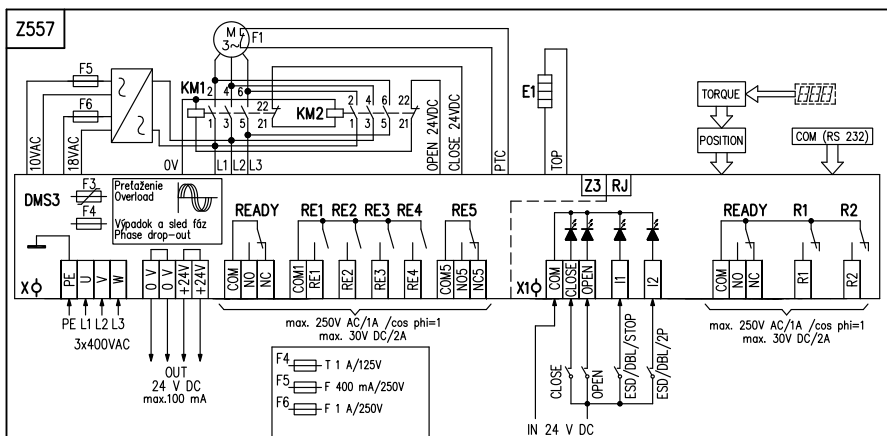 Z557
M
3~
F1
F5
F6
KM1
2 4 6
22
1 3 5
21
KM2
2 4 6 22
1 3 5 21
E1
TORQUE
POSITION
COM (RS 232)
10VAC
18VAC
0V
L1 L2 L3
OPEN 24VDC
CLOSE 24VDC
PTC
TOP
DMS3
F3
F4
Preťaženie
Overload
Výpadok a sled fáz
Phase drop-out
READY
RE1 RE2 RE3 RE4
RE5
Z3 RJ
READY
R1
R2
X
PE U V W
0 V
0 V
+24V
+24V
COM NO NC
COM1 RE1 RE2 RE3 RE4
COM5 NO5 NC5
X1
COM CLOSE OPEN I1 I2
COM NO NC R1 R2
PE L1 L2 L3
3x400VAC
OUT
24 V DC
max.100 mA
max. 250V AC/1A /cos phi=1
max. 30V DC/2A
F4 T 1 A/125V
F5 F 400 mA/250V
F6 F 1 A/250V
CLOSE
OPEN
ESD/DBL/STOP
ESD/DBL/2P
IN 24 V DC
max. 250V AC/1A /cos phi=1
max. 30V DC/2A